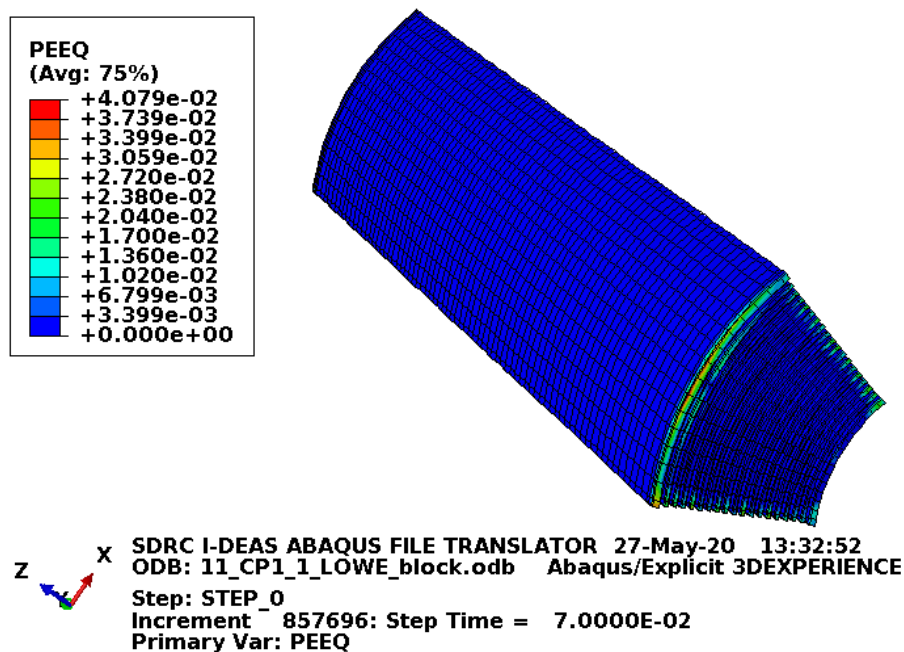 PEEQ
(Avg: 75%)
+4.079e-02
+3.739e-02
+3.399e-02
+3.059e-02
+2.720e-02
+2.380e-02
+2.040e-02
+1.700e-02
+1.360e-02
+1.020e-02
+6.799e-03
+3.399e-03
+0.000e+00
Z
X
Y
SDRC I-DEAS ABAQUS FILE TRANSLATOR 27-May-20 13:32:52
ODB: 11_CP1_1_LOWE_block.odb Abaqus/Explicit 3DEXPERIENCE
Step: STEP_0
Increment 857696: Step Time = 7.0000E-02
Primary Var: PEEQ